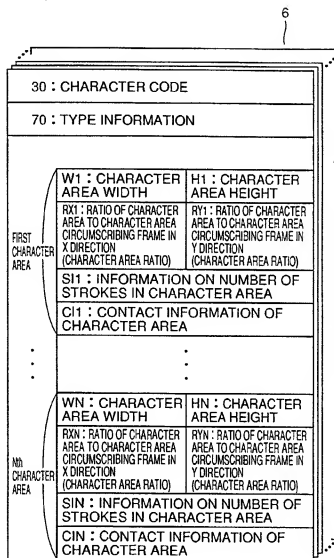 6
30 : CHARACTER CODE
70 : TYPE INFORMATION
FIRST
CHARACTER
AREA
W1 : CHARACTER
AREA WIDTH
H1 : CHARACTER
AREA HEIGHT
RX1 : RATIO OF CHARACTER
AREA TO CHARACTER AREA
CIRCUMSCRIBING FRAME IN
X DIRECTION
(CHARACTER AREA RATIO)
RY1 : RATIO OF CHARACTER
AREA TO CHARACTER AREA
CIRCUMSCRIBING FRAME IN
Y DIRECTION
(CHARACTER AREA RATIO)
SI1 : INFORMATION ON NUMBER OF
STROKES IN CHARACTER AREA
CI1 : CONTACT INFORMATION OF
CHARACTER AREA
Nth
CHARACTER
AREA
WN : CHARACTER
AREA WIDTH
HN : CHARACTER
AREA HEIGHT
RXN : RATIO OF CHARACTER
AREA TO CHARACTER AREA
CIRCUMSCRIBING FRAME IN
X DIRECTION
(CHARACTER AREA RATIO)
RYN : RATIO OF CHARACTER
AREA TO CHARACTER AREA
CIRCUMSCRIBING FRAME IN
Y DIRECTION
(CHARACTER AREA RATIO)
SIN : INFORMATION ON NUMBER OF
STROKES IN CHARACTER AREA
CIN : CONTACT INFORMATION OF
CHARACTER AREA